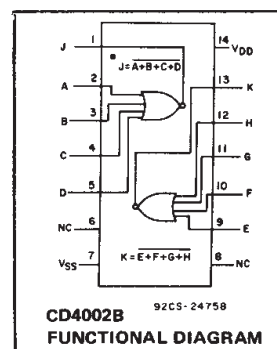 J 1 14 VDD
J=A+B+C+D
A 2 13 K
B 3 12 H
C 4 11 G
D 5 10 F
NC 6 9 E
VSS 7 K=E+F+G+H 8 NC
92CS-24758
CD4002B
FUNCTIONAL DIAGRAM